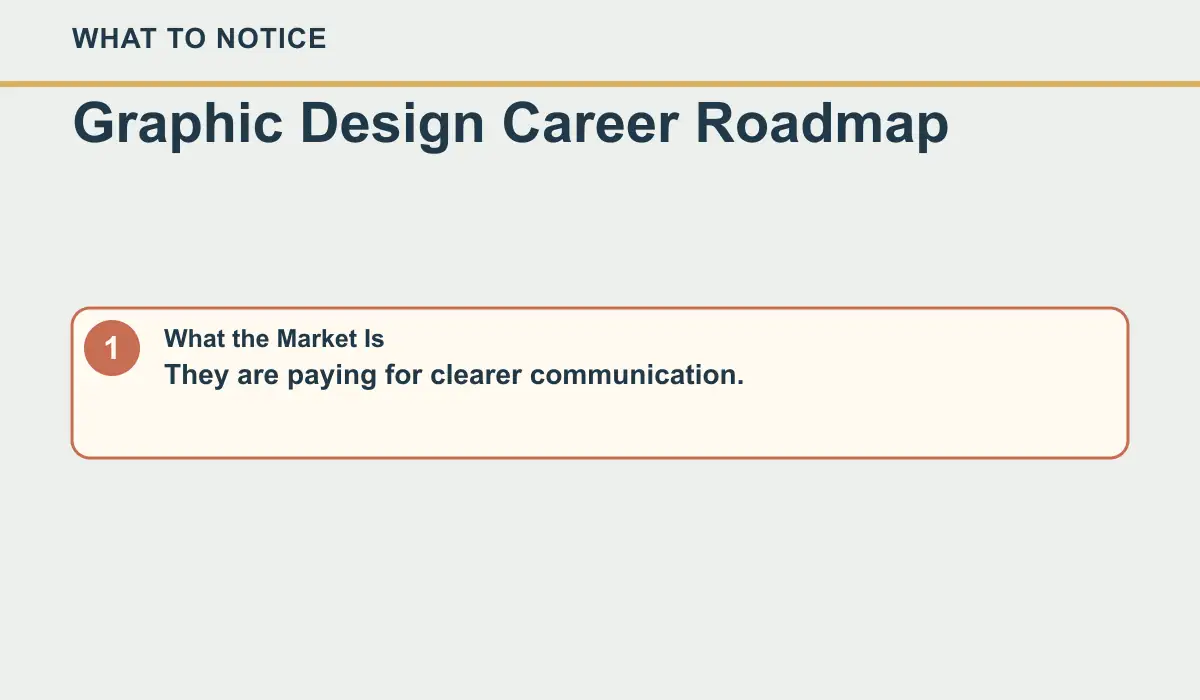 WHAT TO NOTICE
Graphic Design Career Roadmap
1
What the Market Is
They are paying for clearer communication.